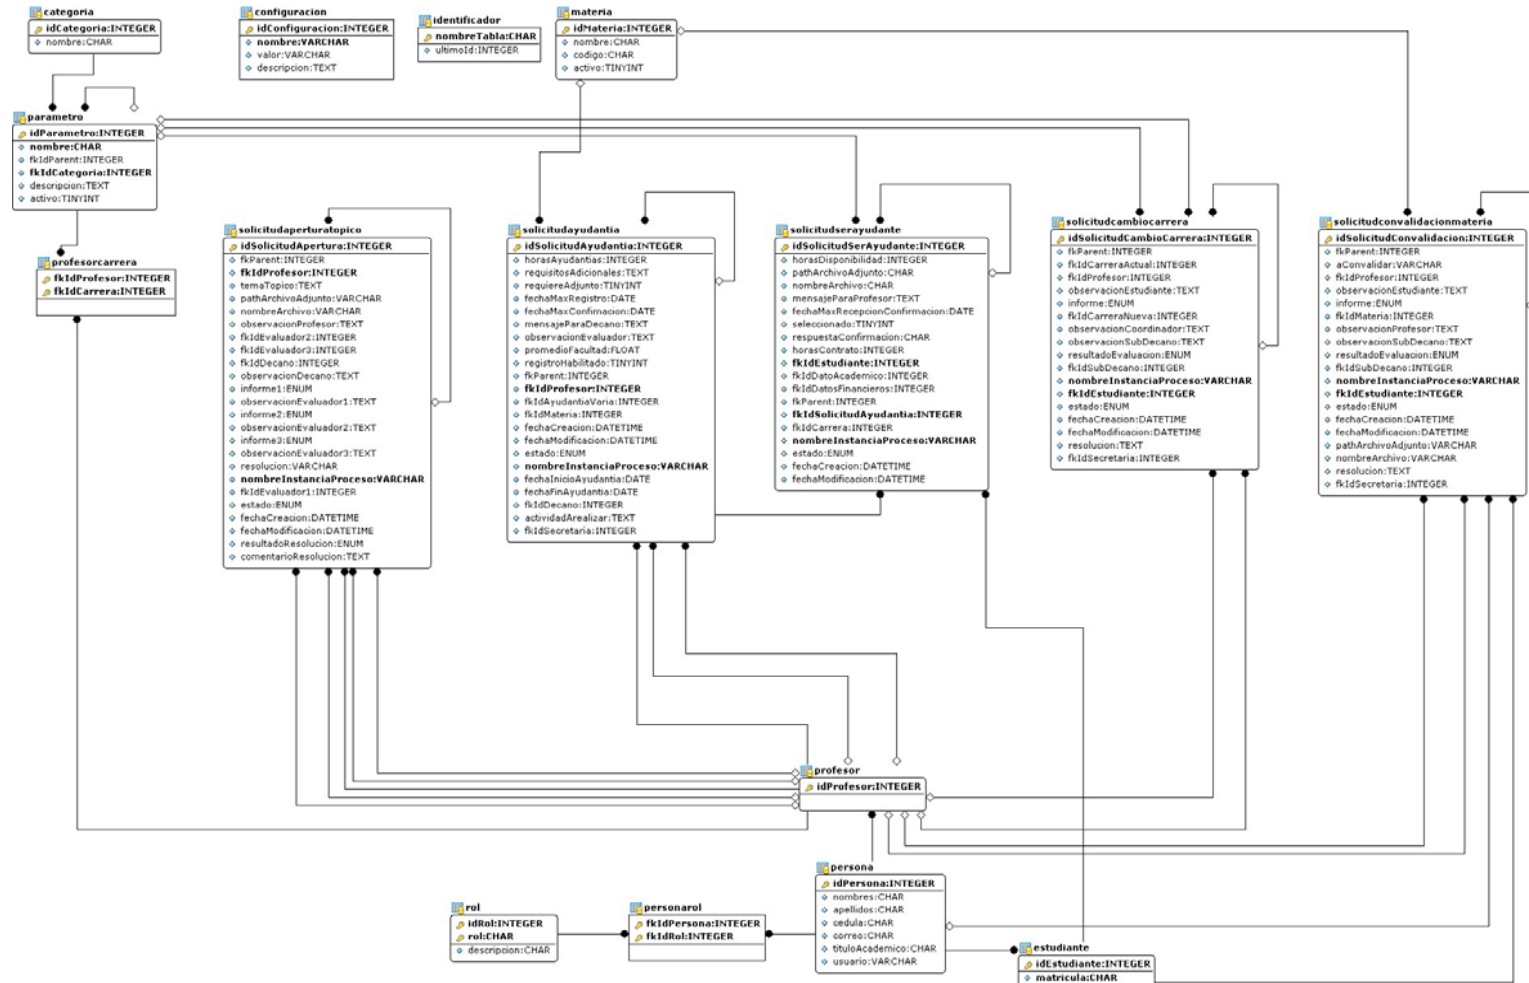 categoria
idCategoria:INTEGER
nombre:CHAR
configuracion
idConfiguracion:INTEGER
nombre:VARCHAR
valor:VARCHAR
descripcion:TEXT
identificador
nombreTabla:CHAR
ultimoId:INTEGER
materia
idMateria:INTEGER
nombre:CHAR
codigo:CHAR
activo:TINYINT
parametro
idParametro:INTEGER
nombre:CHAR
fkIdParent:INTEGER
fkIdCategoria:INTEGER
descripcion:TEXT
activo:TINYINT
profesorcarrera
fkIdProfesor:INTEGER
fkIdCarrera:INTEGER
solicitudaperturatopico
idSolicitudApertura:INTEGER
fkParent:INTEGER
fkIdProfesor:INTEGER
temaTopico:TEXT
pathArchivoAdjunto:VARCHAR
nombreArchivo:VARCHAR
observacionProfesor:TEXT
fkIdEvaluador2:INTEGER
fkIdEvaluador3:INTEGER
fkIdDecano:INTEGER
observacionDecano:TEXT
informe1:ENUM
observacionEvaluador1:TEXT
informe2:ENUM
observacionEvaluador2:TEXT
informe3:ENUM
observacionEvaluador3:TEXT
resolucion:VARCHAR
nombreInstanciaProceso:VARCHAR
fkIdEvaluador1:INTEGER
estado:ENUM
fechaCreacion:DATETIME
fechaModificacion:DATETIME
resultadoResolucion:ENUM
comentarioResolucion:TEXT
solicitudayudantia
idSolicitudAyudantia:INTEGER
horasAyudantias:INTEGER
requisitosAdicionales:TEXT
requiereAdjunto:TINYINT
fechaMaxRegistro:DATE
fechaMaxConfirmacion:DATE
mensajeParaDecano:TEXT
observacionEvaluador:TEXT
promedioFacultad:FLOAT
registroHabilitado:TINYINT
fkParent:INTEGER
fkIdProfesor:INTEGER
fkIdAyudantiaVaria:INTEGER
fkIdMateria:INTEGER
fechaCreacion:DATETIME
fechaModificacion:DATETIME
estado:ENUM
nombreInstanciaProceso:VARCHAR
fechaInicioAyudantia:DATE
fechaFinAyudantia:DATE
fkIdDecano:INTEGER
actividadArealizar:TEXT
fkIdSecretaria:INTEGER
solicitudserayudante
idSolicitudSerAyudante:INTEGER
horasDisponibilidad:INTEGER
pathArchivoAdjunto:CHAR
nombreArchivo:CHAR
mensajeParaProfesor:TEXT
fechaMaxRecepcionConfirmacion:DATE
seleccionado:TINYINT
respuestaConfirmacion:CHAR
horasContrato:INTEGER
fkIdEstudiante:INTEGER
fkIdDatoAcademico:INTEGER
fkIdDatosFinancieros:INTEGER
fkParent:INTEGER
fkIdSolicitudAyudantia:INTEGER
fkIdCarrera:INTEGER
nombreInstanciaProceso:VARCHAR
estado:ENUM
fechaCreacion:DATETIME
fechaModificacion:DATETIME
solicitudcambiocarrera
idSolicitudCambioCarrera:INTEGER
fkParent:INTEGER
fkIdCarreraActual:INTEGER
fkIdProfesor:INTEGER
observacionEstudiante:TEXT
informe:ENUM
fkIdCarreraNueva:INTEGER
observacionCoordinador:TEXT
observacionSubDecano:TEXT
resultadoEvaluacion:ENUM
fkIdSubDecano:INTEGER
nombreInstanciaProceso:VARCHAR
fkIdEstudiante:INTEGER
estado:ENUM
fechaCreacion:DATETIME
fechaModificacion:DATETIME
resolucion:TEXT
fkIdSecretaria:INTEGER
solicitudconvalidacionmateria
idSolicitudConvalidacion:INTEGER
fkParent:INTEGER
aConvalidar:VARCHAR
fkIdProfesor:INTEGER
observacionEstudiante:TEXT
informe:ENUM
fkIdMateria:INTEGER
observacionProfesor:TEXT
observacionSubDecano:TEXT
resultadoEvaluacion:ENUM
fkIdSubDecano:INTEGER
nombreInstanciaProceso:VARCHAR
fkIdEstudiante:INTEGER
estado:ENUM
fechaCreacion:DATETIME
fechaModificacion:DATETIME
pathArchivoAdjunto:VARCHAR
nombreArchivo:VARCHAR
resolucion:TEXT
fkIdSecretaria:INTEGER
profesor
idProfesor:INTEGER
persona
idPersona:INTEGER
nombres:CHAR
apellidos:CHAR
cedula:CHAR
correo:CHAR
tituloAcademico:CHAR
usuario:VARCHAR
rol
idRol:INTEGER
rol:CHAR
descripcion:CHAR
personarol
fkIdPersona:INTEGER
fkIdRol:INTEGER
estudiante
idEstudiante:INTEGER
matricula:CHAR